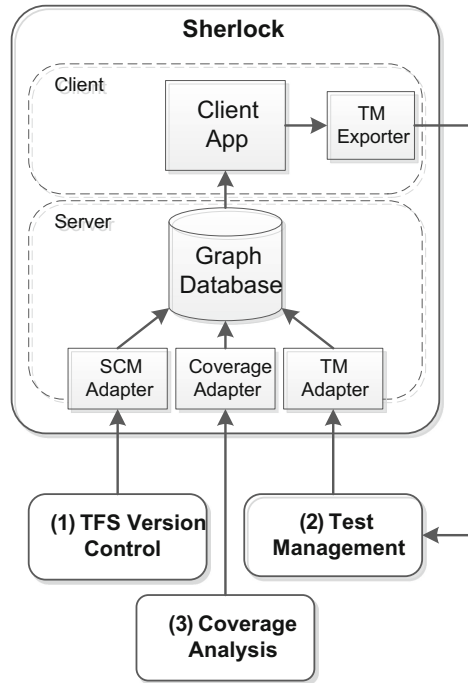 Sherlock
Client
Client
App
TM
Exporter
Server
Graph
Database
SCM
Adapter
Coverage
Adapter
TM
Adapter
(1) TFS Version
Control
(2) Test
Management
(3) Coverage
Analysis